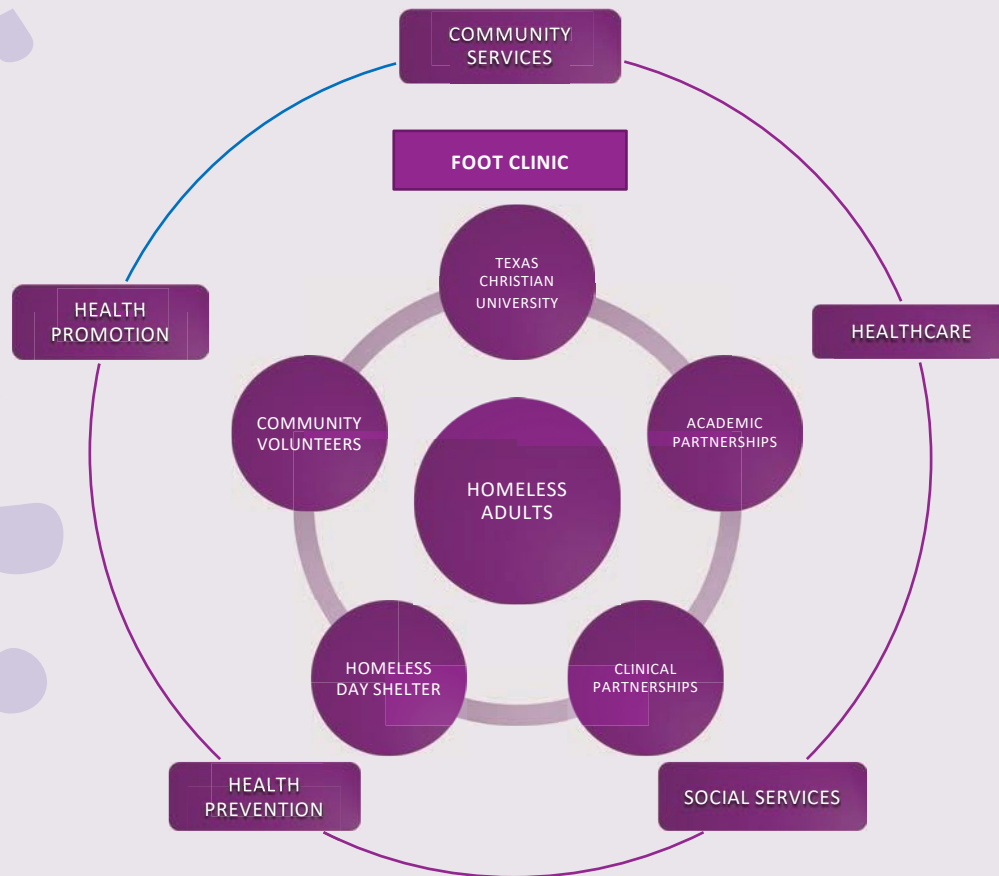 COMMUNITY
SERVICES
FOOT CLINIC
TEXAS
CHRISTIAN
UNIVERSITY
HEALTH
PROMOTION
HEALTHCARE
COMMUNITY
VOLUNTEERS
ACADEMIC
PARTNERSHIPS
HOMELESS
ADULTS
HOMELESS
DAY SHELTER
CLINICAL
PARTNERSHIPS
HEALTH
PREVENTION
SOCIAL SERVICES